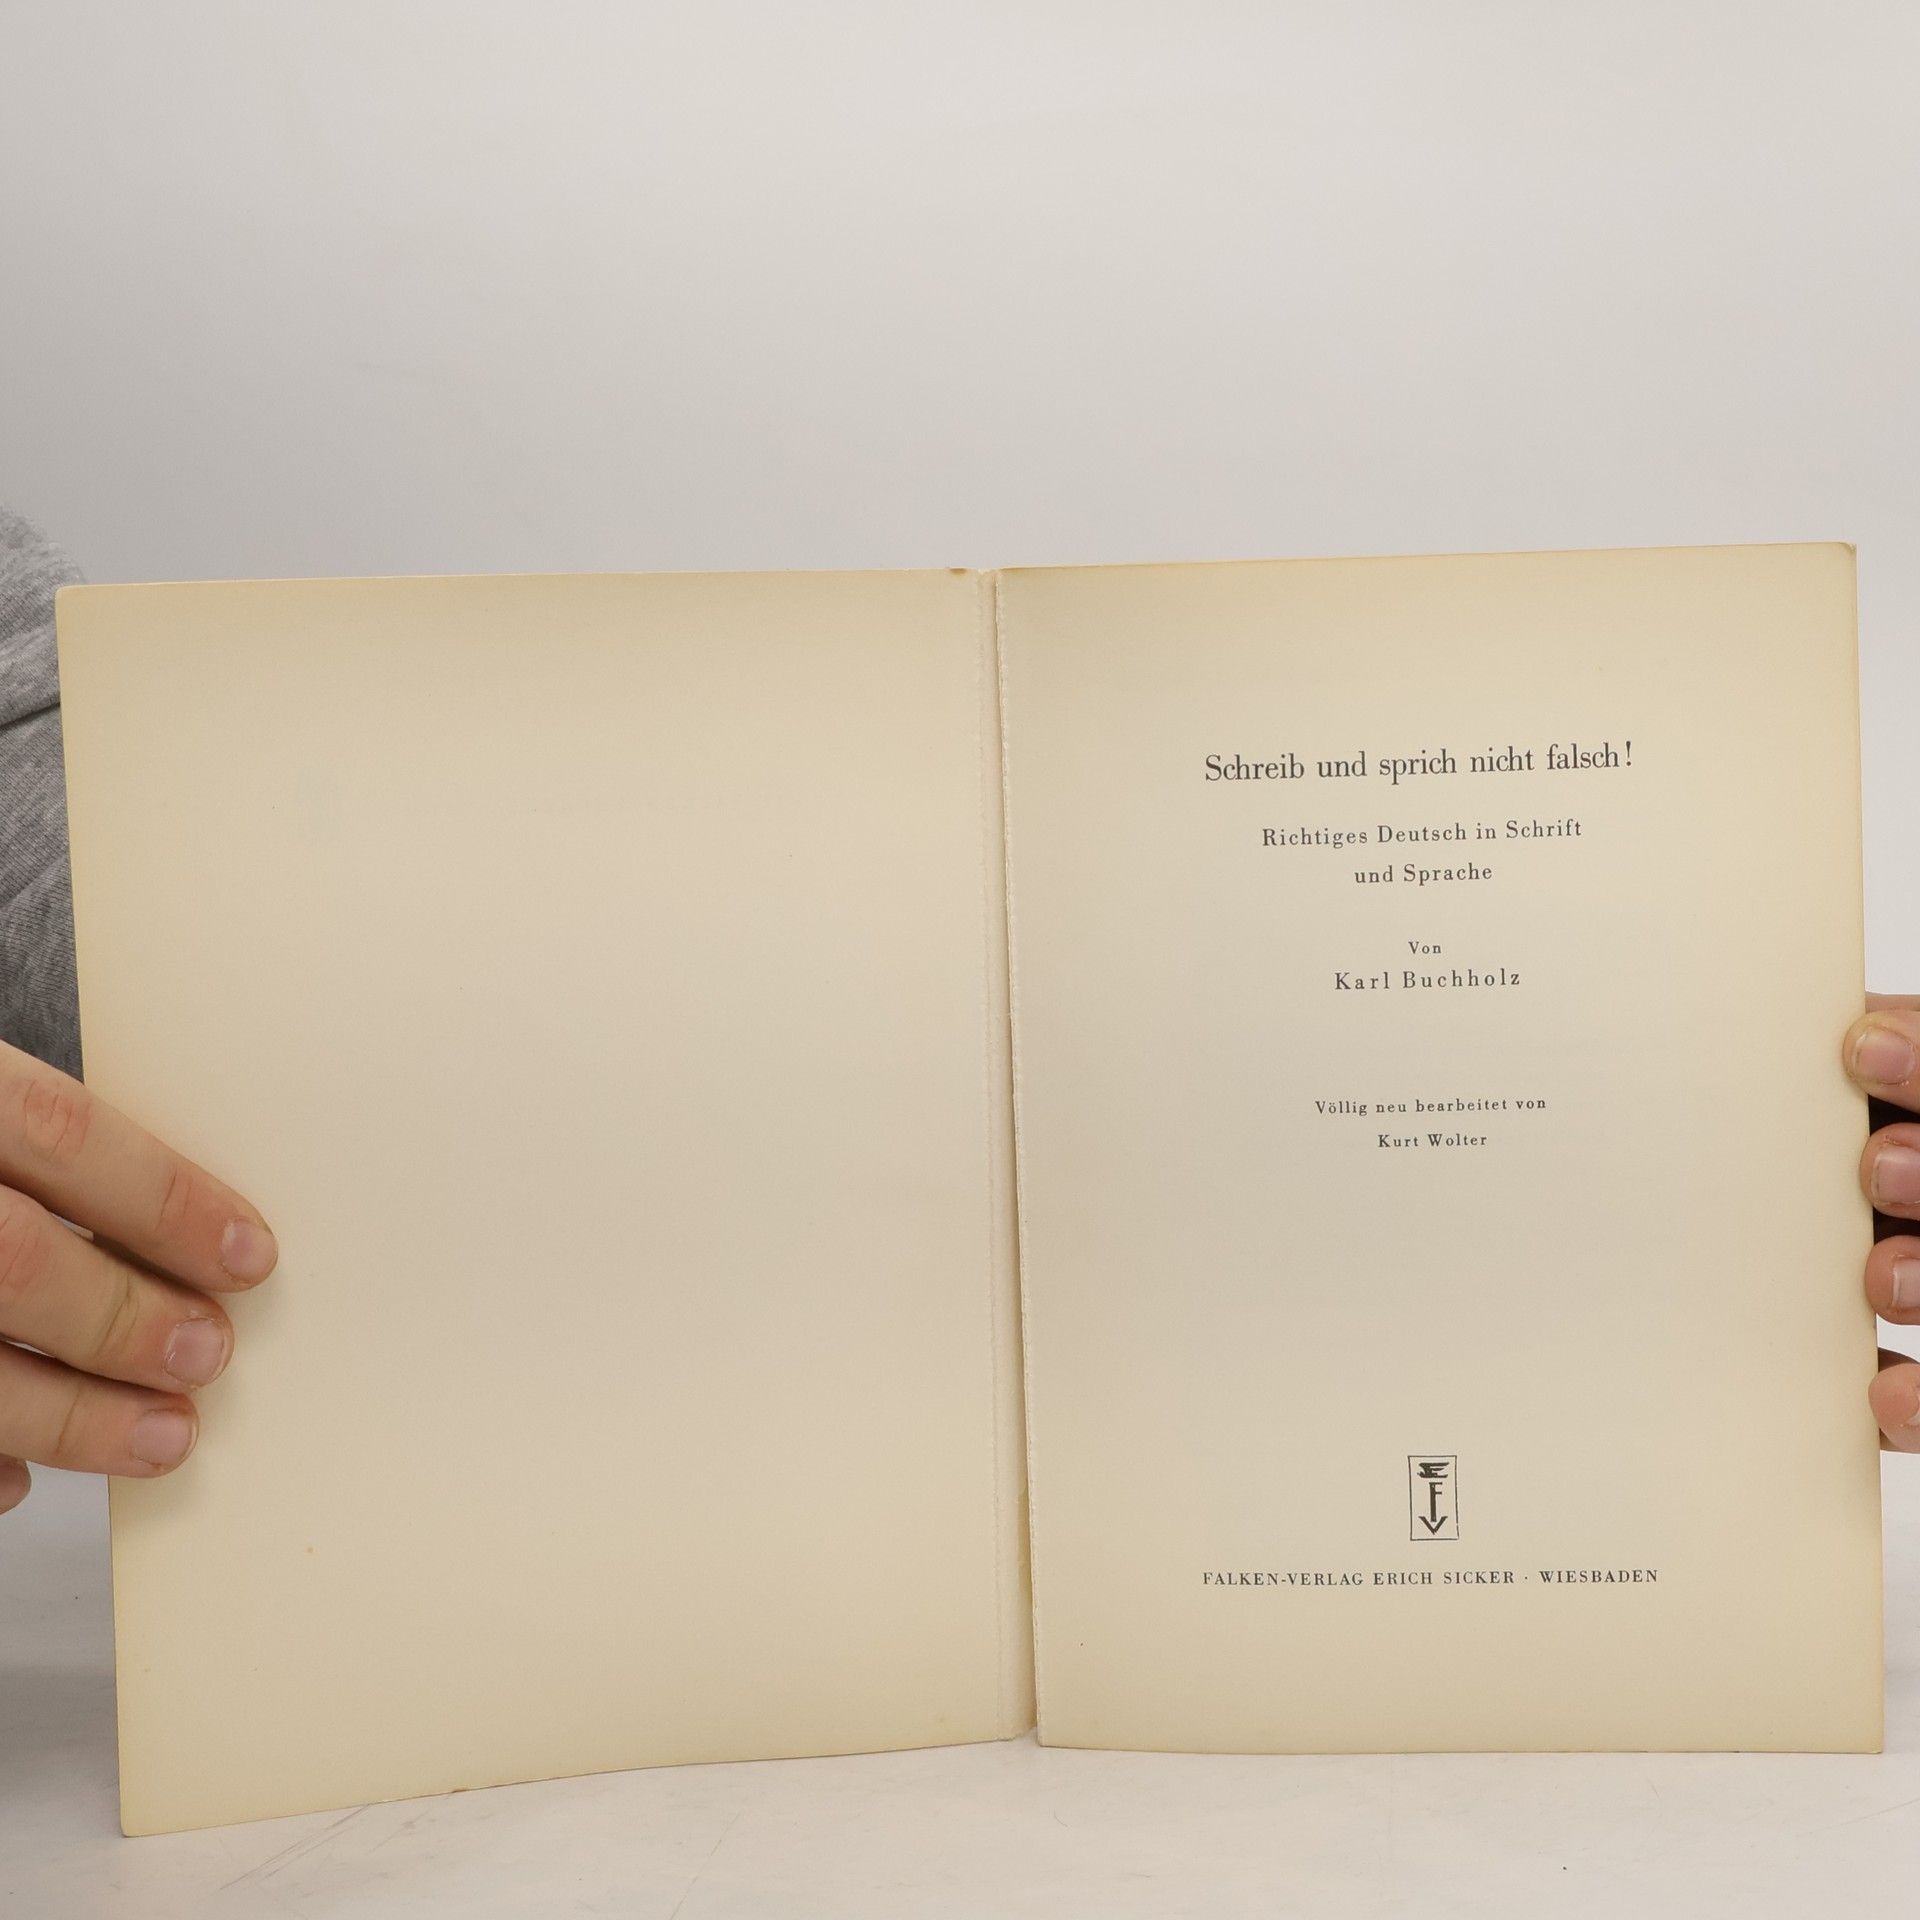 Schreib und sprich nicht falsch!
Richtiges Deutsch in Schrift
und Sprache
Von
Karl Buchholz
Völlig neu bearbeitet von
Kurt Wolter
FV
FALKEN-VERLAG ERICH SICKER · WIESBADEN